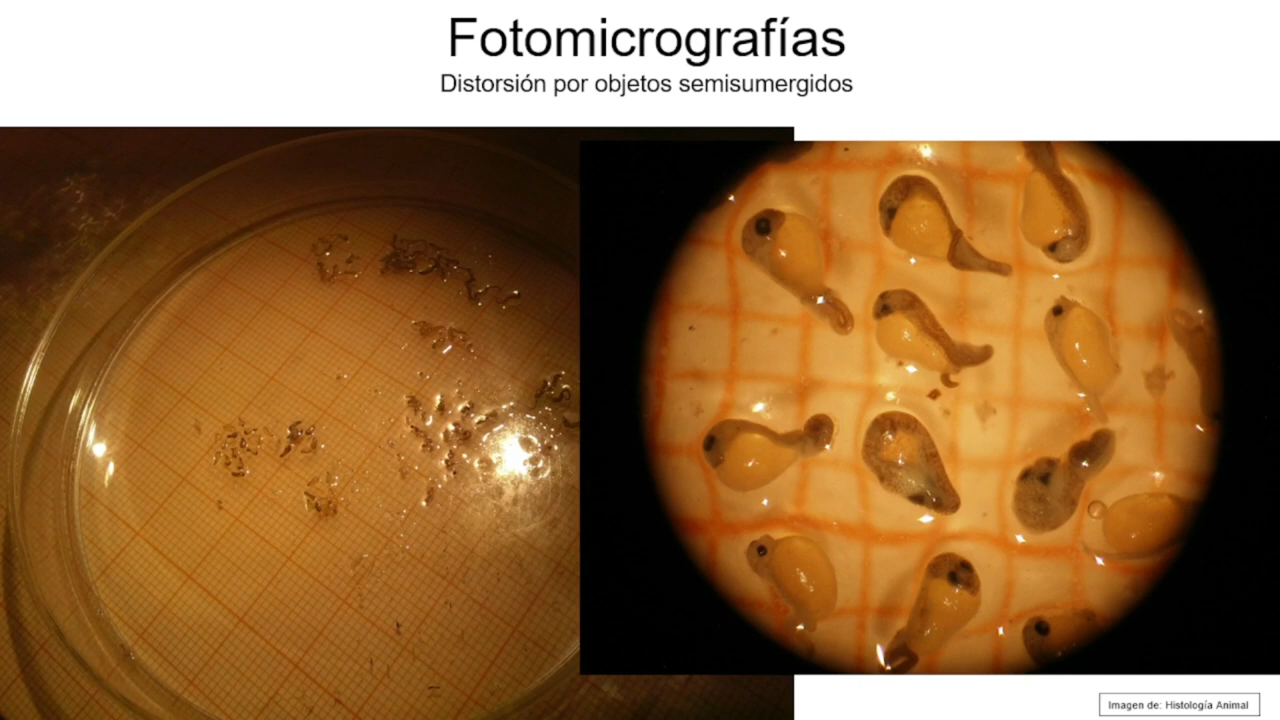 Fotomicrografías
Distorsión por objetos semisumergidos
Imagen de: Histología Animal